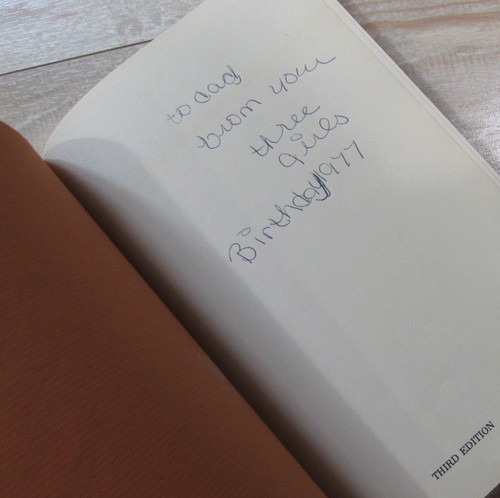 to dad
from your
three
girls
Birthday 1977
THIRD EDITION